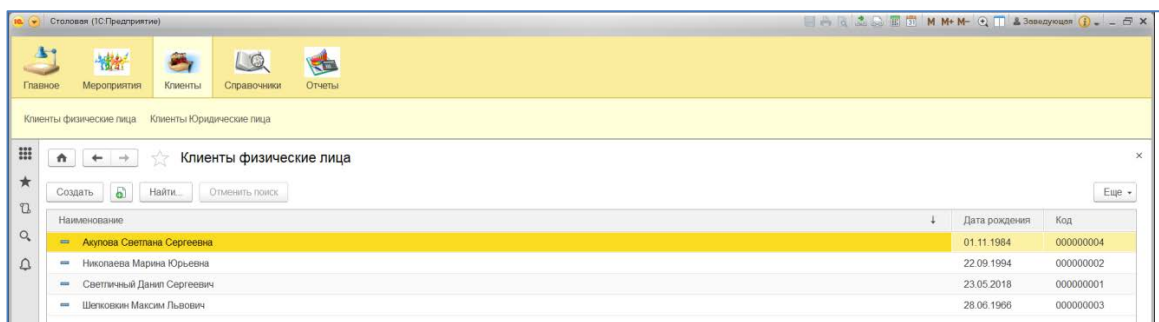 Столовая (1С:Предприятие) M M+ M- Заведующая
Главное Мероприятия Клиенты Справочники Отчеты
Клиенты физические лица Клиенты Юридические лица
Клиенты физические лица
Создать Найти... Отменить поиск Еще
Наименование Дата рождения Код
Акулова Светлана Сергеевна 01.11.1984 000000004
Николаева Марина Юрьевна 22.09.1994 000000002
Светличный Данил Сергеевич 23.05.2018 000000001
Шелковкин Максим Львович 28.06.1966 000000003